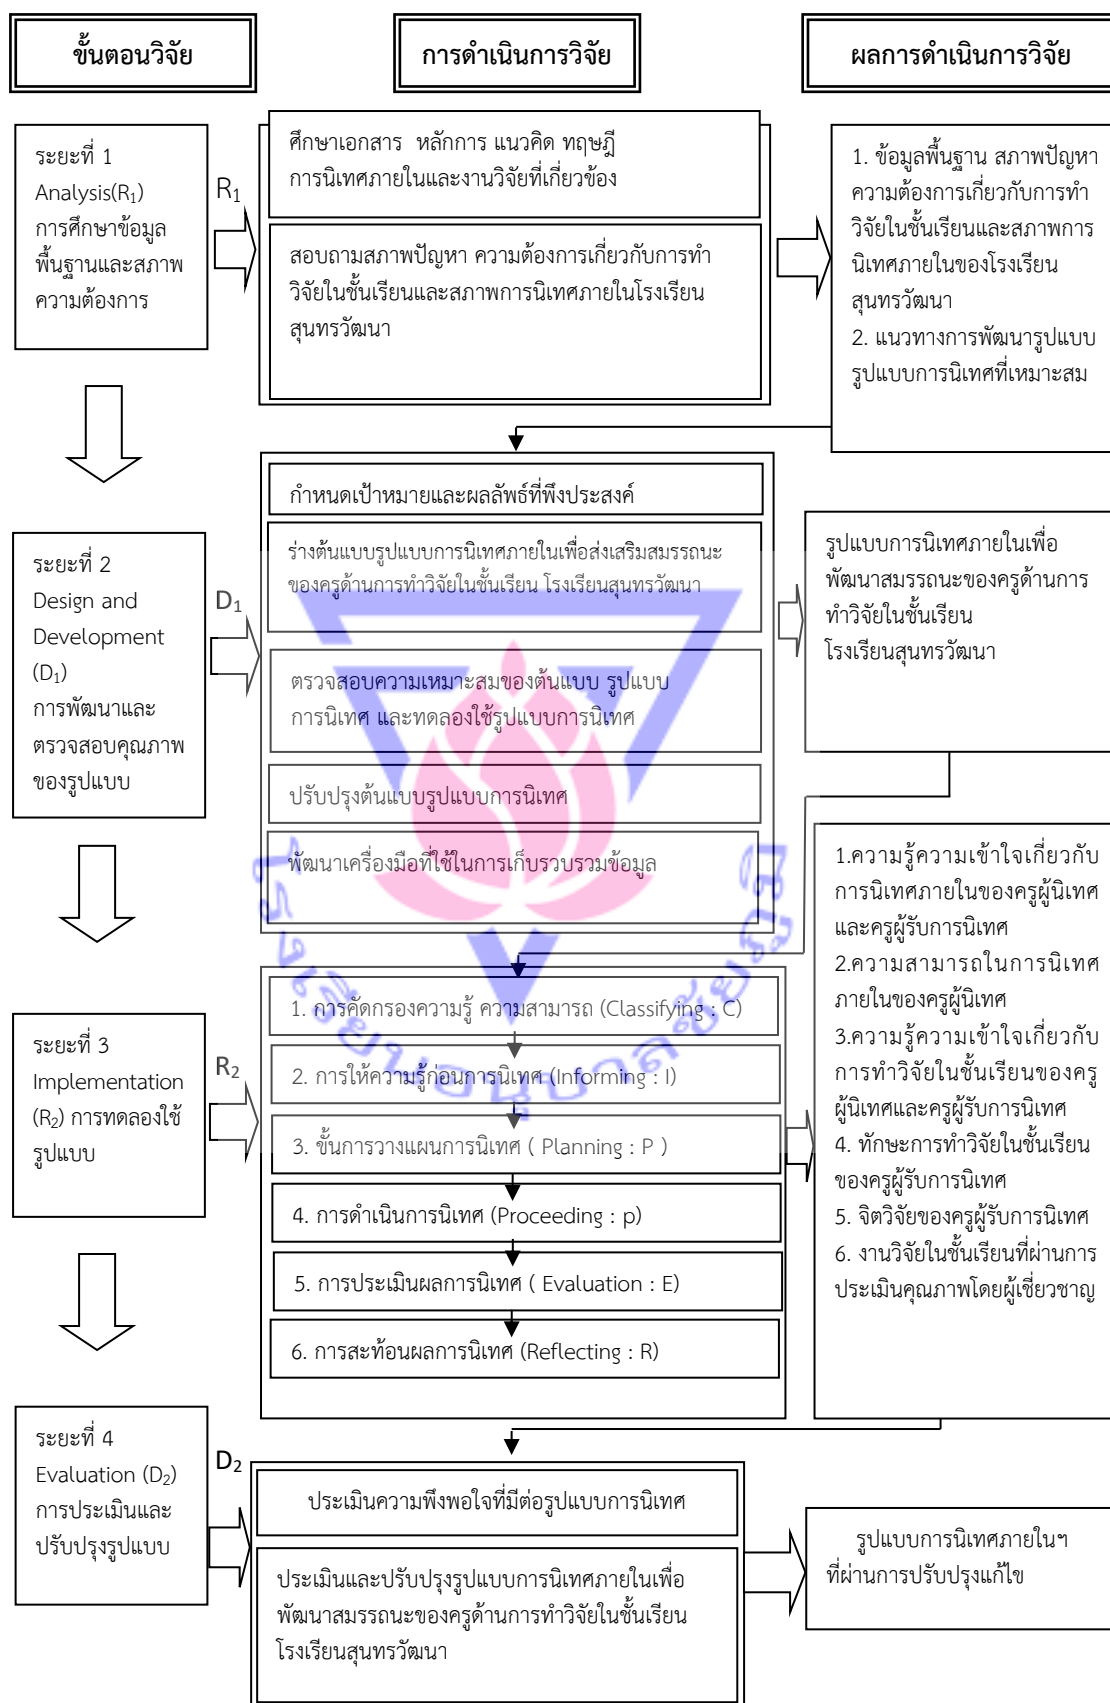 ขั้นตอนวิจัย
การดำเนินการวิจัย
ผลการดำเนินการวิจัย
ระยะที่ 1
Analysis(R₁)
การศึกษาข้อมูล
พื้นฐานและสภาพ
ความต้องการ
R₁
ศึกษาเอกสาร หลักการ แนวคิด ทฤษฎี
การนิเทศภายในและงานวิจัยที่เกี่ยวข้อง
สอบถามสภาพปัญหา ความต้องการเกี่ยวกับการทำ
วิจัยในชั้นเรียนและสภาพการนิเทศภายในโรงเรียน
สุนทรวัฒนา
1. ข้อมูลพื้นฐาน สภาพปัญหา
ความต้องการเกี่ยวกับการทำ
วิจัยในชั้นเรียนและสภาพการ
นิเทศภายในของโรงเรียน
สุนทรวัฒนา
2. แนวทางการพัฒนารูปแบบ
รูปแบบการนิเทศที่เหมาะสม
ระยะที่ 2
Design and
Development
(D₁)
การพัฒนาและ
ตรวจสอบคุณภาพ
ของรูปแบบ
D₁
กำหนดเป้าหมายและผลลัพธ์ที่พึงประสงค์
ร่างต้นแบบรูปแบบการนิเทศภายในเพื่อส่งเสริมสมรรถนะ
ของครูด้านการทำวิจัยในชั้นเรียน โรงเรียนสุนทรวัฒนา
ตรวจสอบความเหมาะสมของต้นแบบ รูปแบบ
การนิเทศ และทดลองใช้รูปแบบการนิเทศ
ปรับปรุงต้นแบบรูปแบบการนิเทศ
พัฒนาเครื่องมือที่ใช้ในการเก็บรวบรวมข้อมูล
รูปแบบการนิเทศภายในเพื่อ
พัฒนาสมรรถนะของครูด้านการ
ทำวิจัยในชั้นเรียน
โรงเรียนสุนทรวัฒนา
ระยะที่ 3
Implementation
(R₂) การทดลองใช้
รูปแบบ
R₂
1. การคัดกรองความรู้ ความสามารถ (Classifying : C)
2. การให้ความรู้ก่อนการนิเทศ (Informing : I)
3. ขั้นการวางแผนการนิเทศ ( Planning : P )
4. การดำเนินการนิเทศ (Proceeding : p)
5. การประเมินผลการนิเทศ ( Evaluation : E)
6. การสะท้อนผลการนิเทศ (Reflecting : R)
1.ความรู้ความเข้าใจเกี่ยวกับ
การนิเทศภายในของครูผู้นิเทศ
และครูผู้รับการนิเทศ
2.ความสามารถในการนิเทศ
ภายในของครูผู้นิเทศ
3.ความรู้ความเข้าใจเกี่ยวกับ
การทำวิจัยในชั้นเรียนของครู
ผู้นิเทศและครูผู้รับการนิเทศ
4. ทักษะการทำวิจัยในชั้นเรียน
ของครูผู้รับการนิเทศ
5. จิตวิจัยของครูผู้รับการนิเทศ
6. งานวิจัยในชั้นเรียนที่ผ่านการ
ประเมินคุณภาพโดยผู้เชี่ยวชาญ
ระยะที่ 4
Evaluation (D₂)
การประเมินและ
ปรับปรุงรูปแบบ
D₂
ประเมินความพึงพอใจที่มีต่อรูปแบบการนิเทศ
ประเมินและปรับปรุงรูปแบบการนิเทศภายในเพื่อ
พัฒนาสมรรถนะของครูด้านการทำวิจัยในชั้นเรียน
โรงเรียนสุนทรวัฒนา
รูปแบบการนิเทศภายในฯ
ที่ผ่านการปรับปรุงแก้ไข
โรงเรียนอนุบาลชัยภูมิ